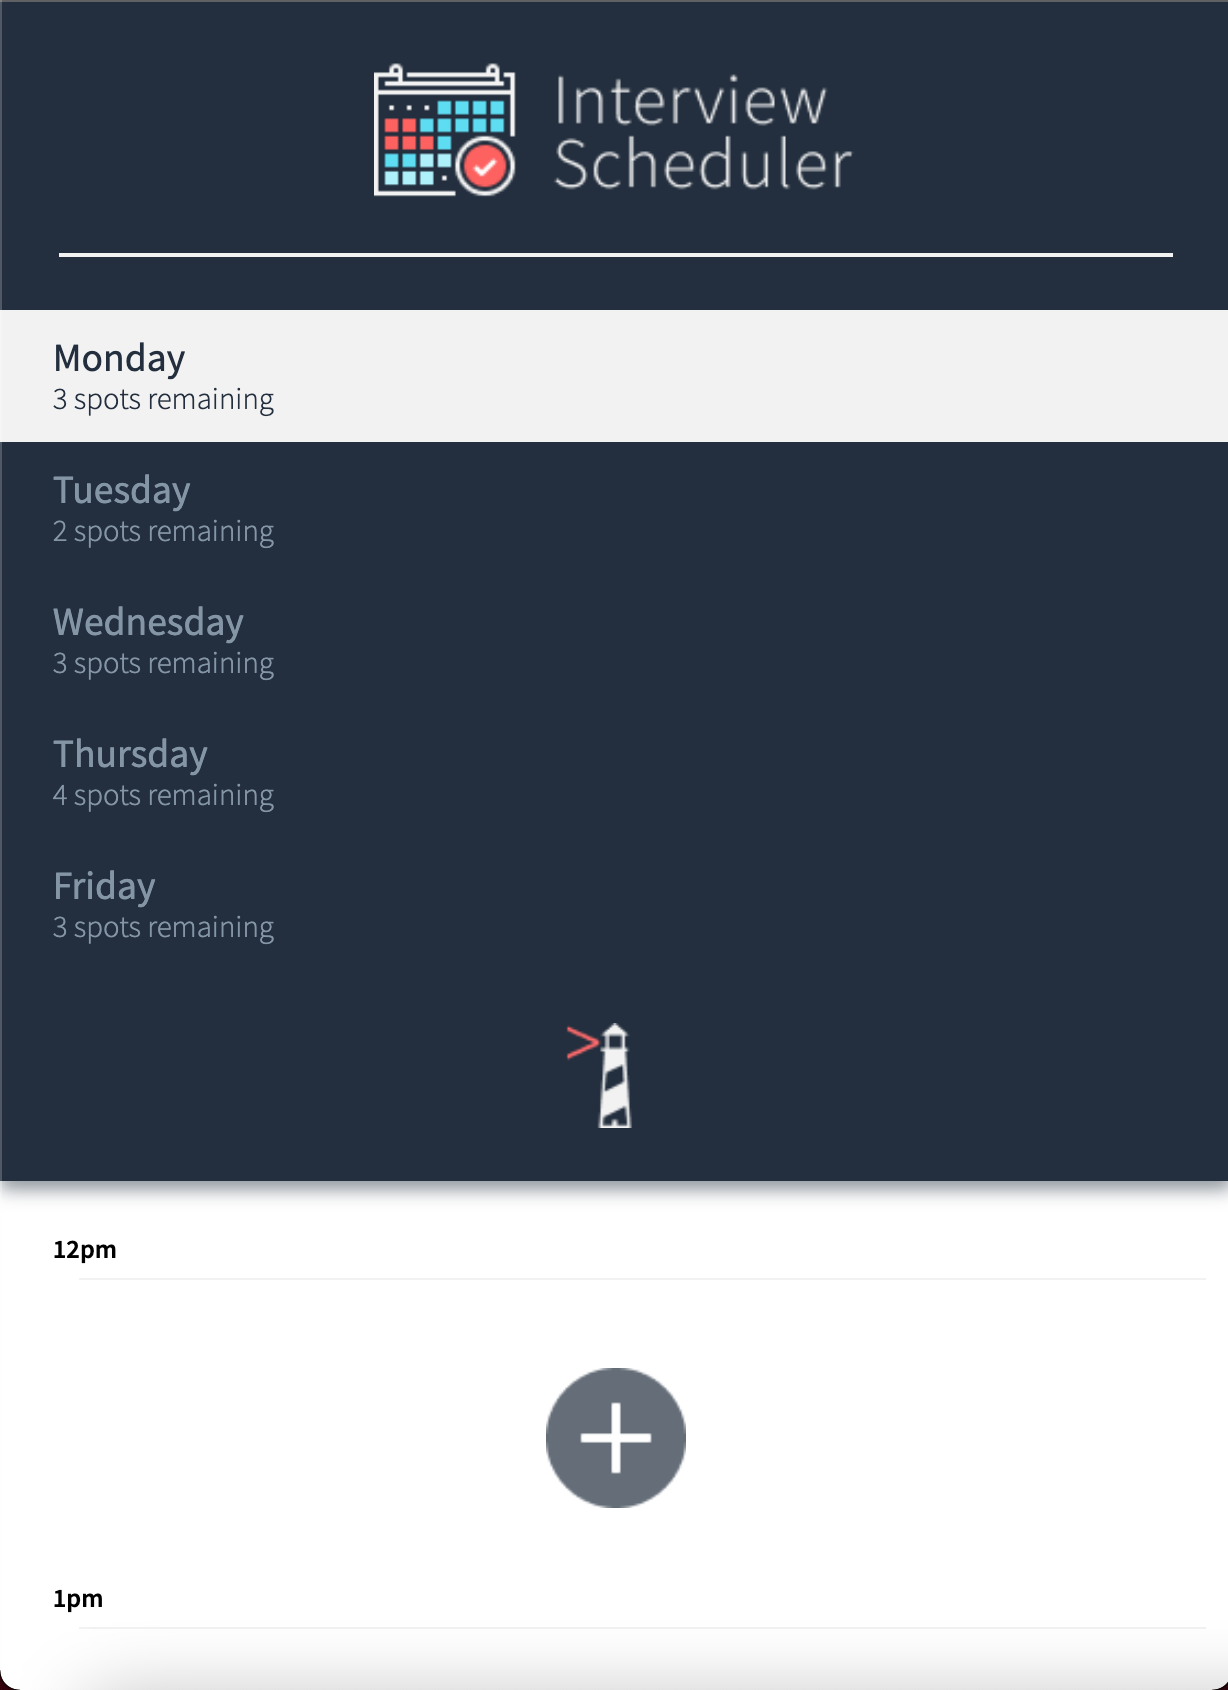 Interview
Scheduler
Monday
3 spots remaining
Tuesday
2 spots remaining
Wednesday
3 spots remaining
Thursday
4 spots remaining
Friday
3 spots remaining
12pm
1pm